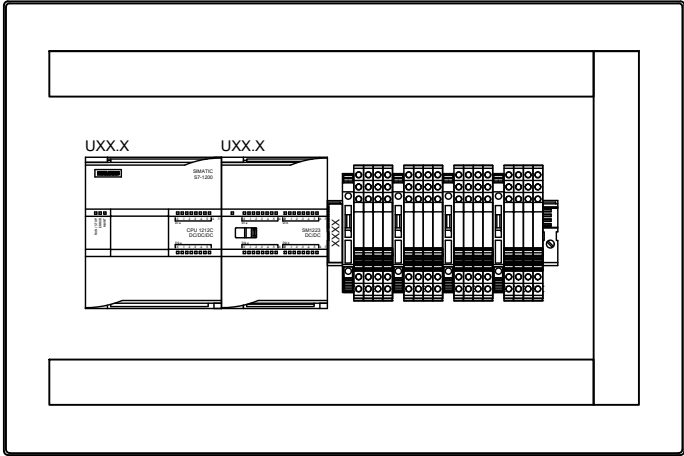 UXX.X
UXX.X
SIMATIC
S7-1200
CPU 1212C
DC/DC/DC
SM1223
DC/DC
XXXX